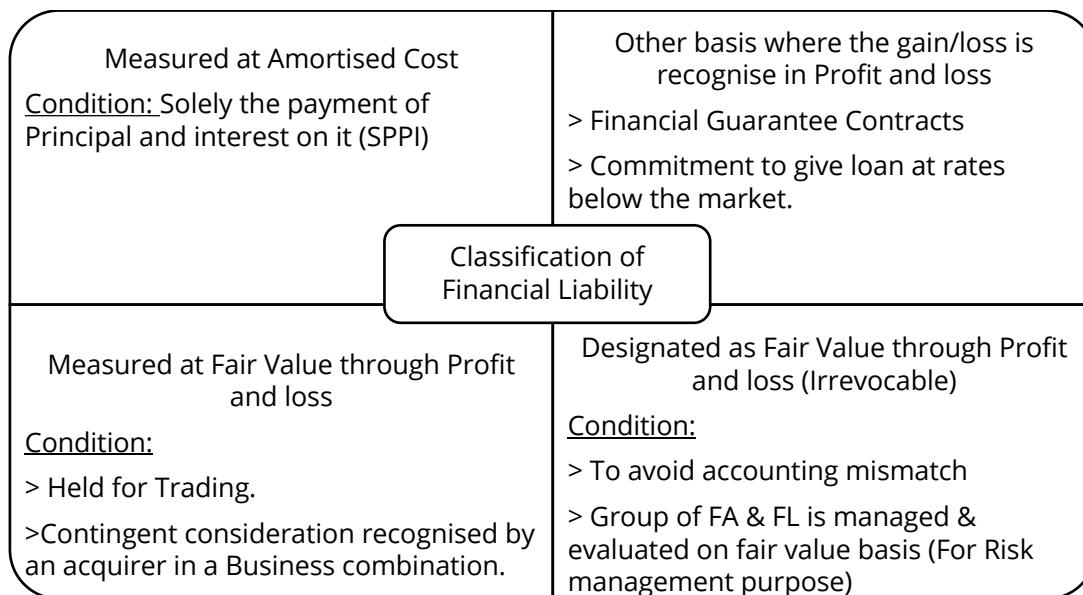 Measured at Amortised Cost
Condition: Solely the payment of
Principal and interest on it (SPPI)
Other basis where the gain/loss is
recognise in Profit and loss
> Financial Guarantee Contracts
> Commitment to give loan at rates
below the market.
Classification of
Financial Liability
Measured at Fair Value through Profit
and loss
Condition:
> Held for Trading.
>Contingent consideration recognised by
an acquirer in a Business combination.
Designated as Fair Value through Profit
and loss (Irrevocable)
Condition:
> To avoid accounting mismatch
> Group of FA & FL is managed &
evaluated on fair value basis (For Risk
management purpose)